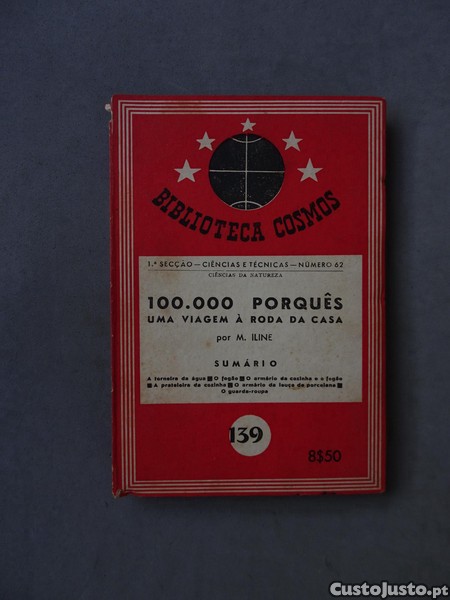 BIBLIOTECA COSMOS
1.ª SECÇÃO — CIÊNCIAS E TÉCNICAS — NÚMERO 62
CIÊNCIAS DA NATUREZA
100.000 PORQUÊS
UMA VIAGEM À RODA DA CASA
por M. ILINE
SUMÁRIO
A torneira da água ■ O fogão ■ O armário da cozinha e o fogão
■ A prateleira da cozinha ■ O armário da louça de porcelana ■
O guarda-roupa
139
8$50
CustoJusto.pt